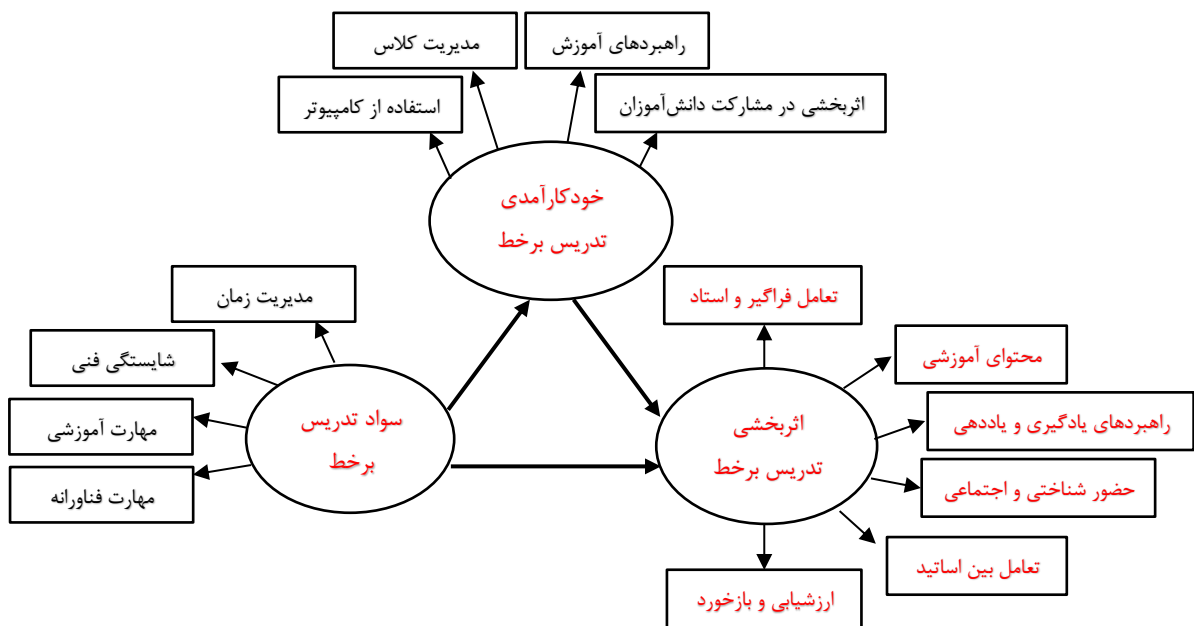 راهبردهای آموزش
مدیریت کلاس
اثربخشی در مشارکت دانش‌آموزان
استفاده از کامپیوتر
خودکارآمدی
تدریس برخط
تعامل فراگیر و استاد
مدیریت زمان
محتوای آموزشی
شایستگی فنی
راهبردهای یادگیری و یاددهی
مهارت آموزشی
سواد تدریس
برخط
اثربخشی
تدریس برخط
حضور شناختی و اجتماعی
مهارت فناورانه
تعامل بین اساتید
ارزشیابی و بازخورد